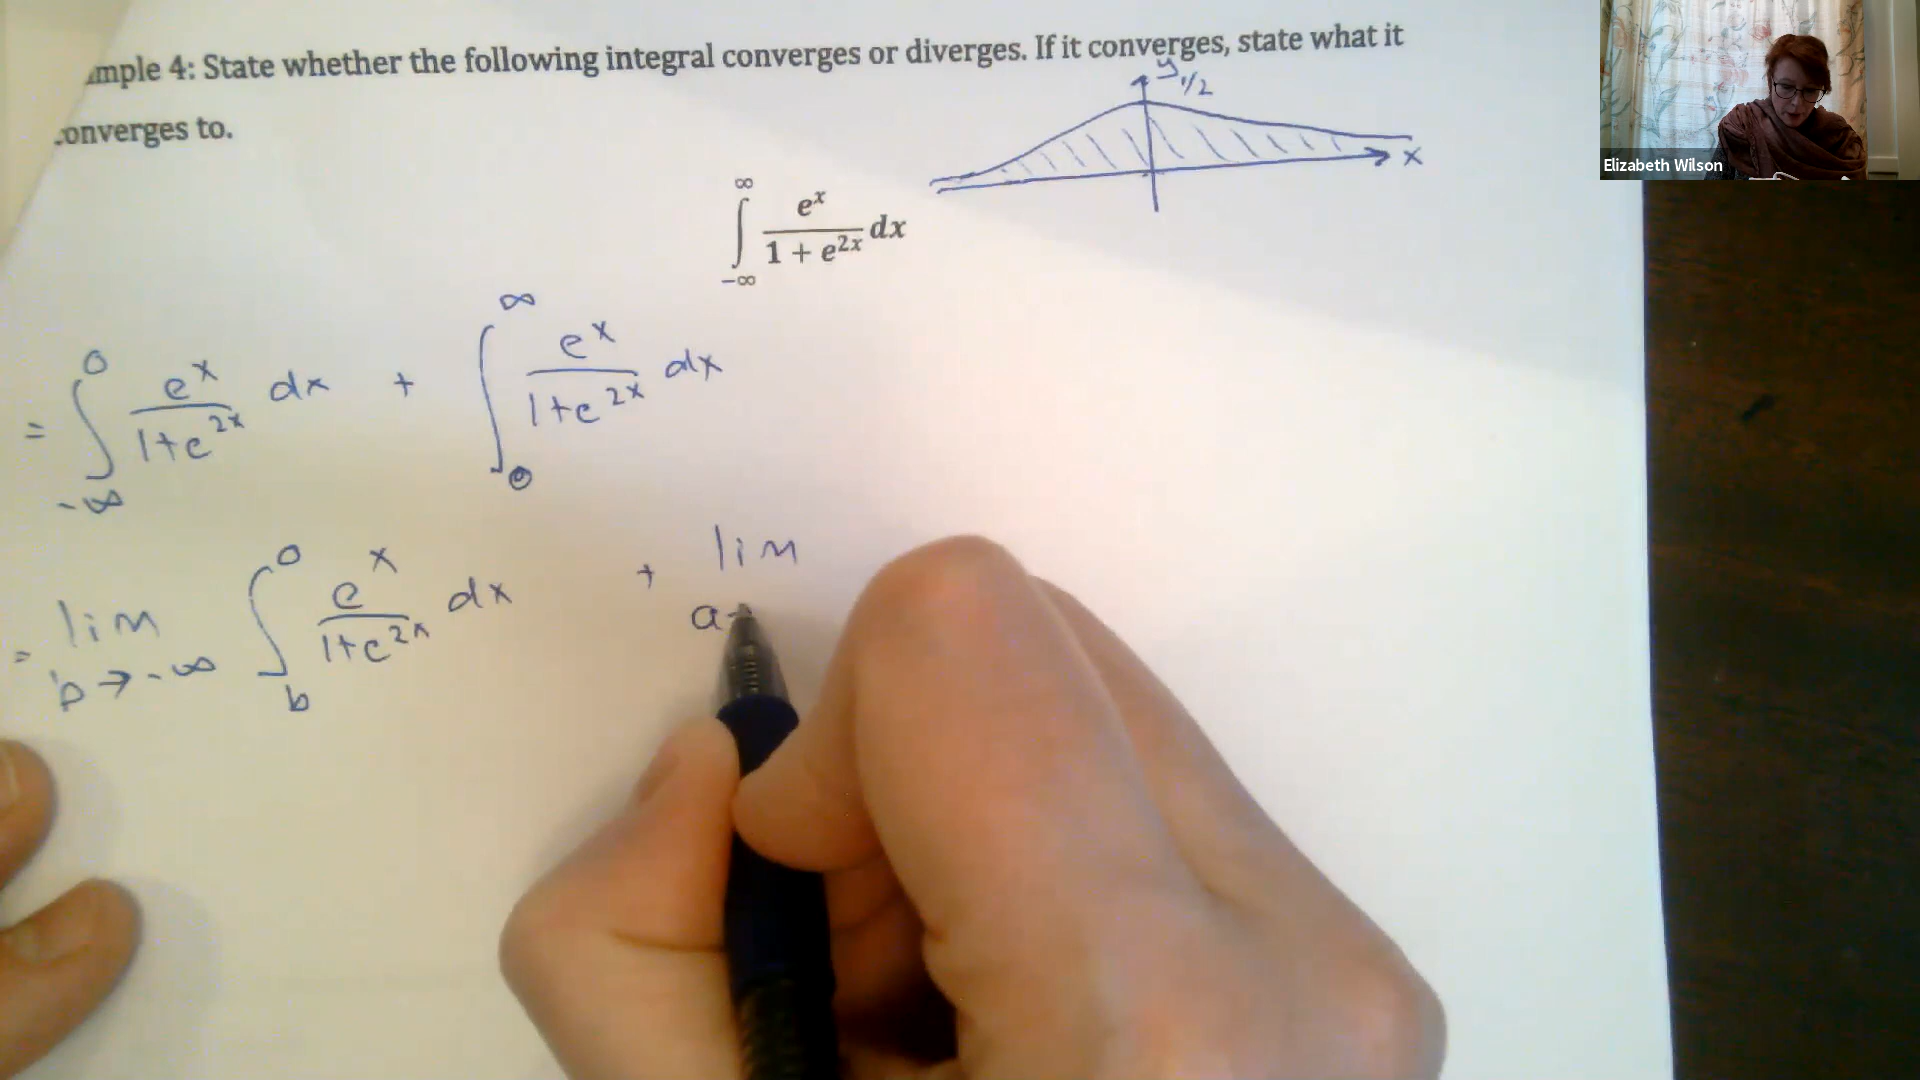 mple 4: State whether the following integral converges or diverges. If it converges, state what it
onverges to.
y 1/2
x
∫_{-∞}^{∞} e^x / (1 + e^{2x}) dx
= ∫_{-∞}^{0} e^x / (1+e^{2x}) dx + ∫_{0}^{∞} e^x / (1+e^{2x}) dx
= lim_{b→-∞} ∫_{b}^{0} e^x / (1+e^{2x}) dx + lim a
Elizabeth Wilson